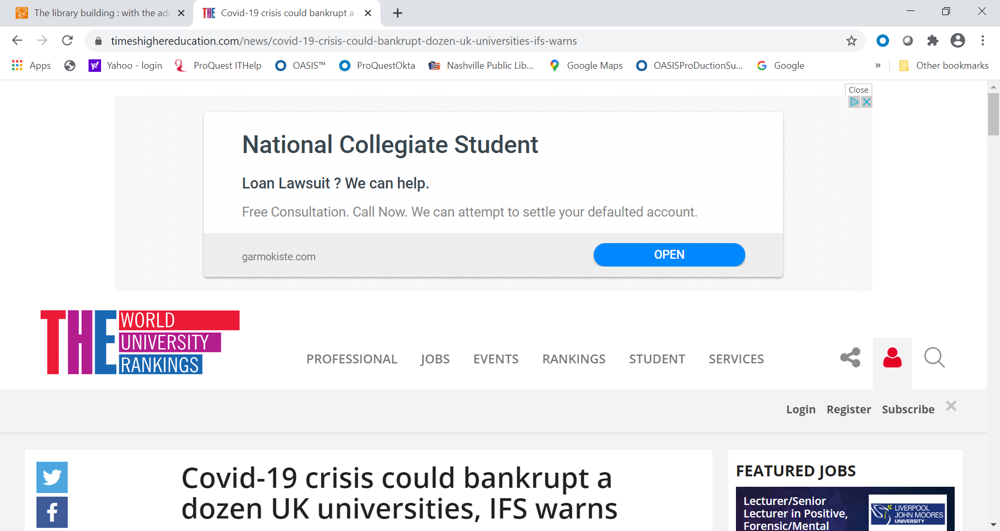 The library building : with the add
Covid-19 crisis could bankrupt a
timeshighereducation.com/news/covid-19-crisis-could-bankrupt-dozen-uk-universities-ifs-warns
Apps
Yahoo - login
ProQuest ITHelp
OASIS™
ProQuestOkta
Nashville Public Lib...
Google Maps
OASISProDuctionSu...
Google
»
Other bookmarks
Close
National Collegiate Student
Loan Lawsuit ? We can help.
Free Consultation. Call Now. We can attempt to settle your defaulted account.
garmokiste.com
OPEN
THE
WORLD
UNIVERSITY
RANKINGS
PROFESSIONAL JOBS EVENTS RANKINGS STUDENT SERVICES
Login Register Subscribe
Covid-19 crisis could bankrupt a
dozen UK universities, IFS warns
FEATURED JOBS
Lecturer/Senior
Lecturer in Positive,
Forensic/Mental
LIVERPOOL
JOHN MOORES
UNIVERSITY